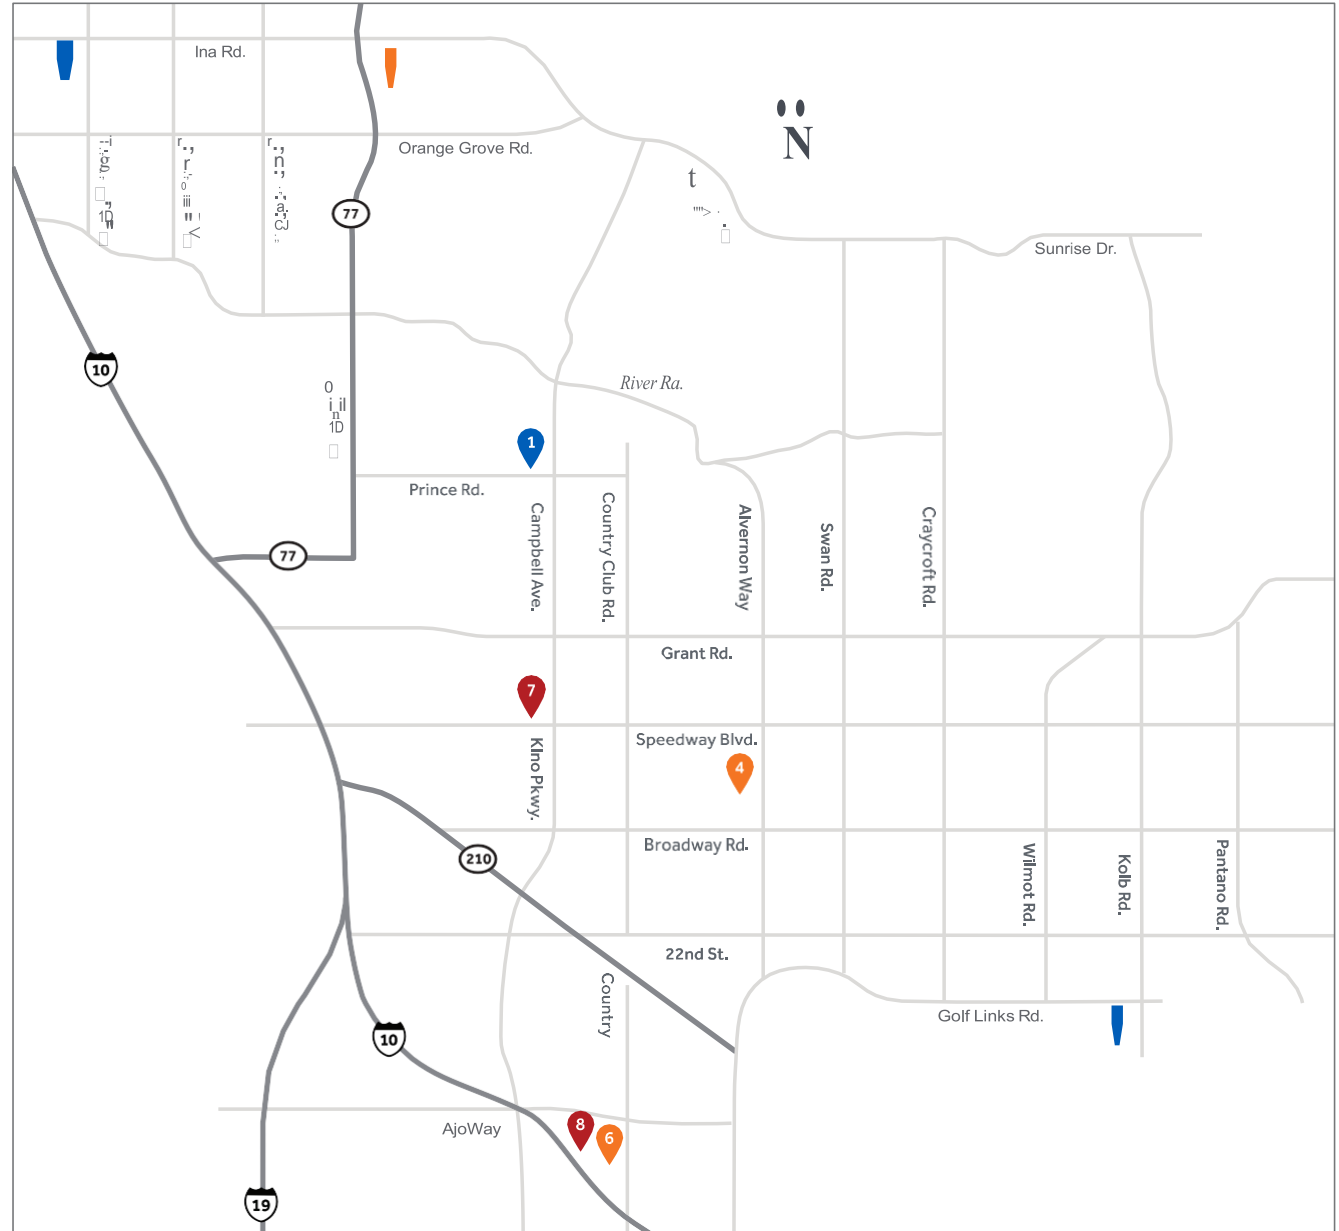 Ina Rd.
N
Orange Grove Rd.
t
77
Sunrise Dr.
10
River Ra.
1
Prince Rd.
Campbell Ave.
Country Club Rd.
Alvernon Way
Swan Rd.
Craycroft Rd.
77
Grant Rd.
7
Speedway Blvd.
KIno Pkwy.
4
Broadway Rd.
210
Wilmot Rd.
Kolb Rd.
Pantano Rd.
22nd St.
Country
Golf Links Rd.
10
AjoWay
8
6
19